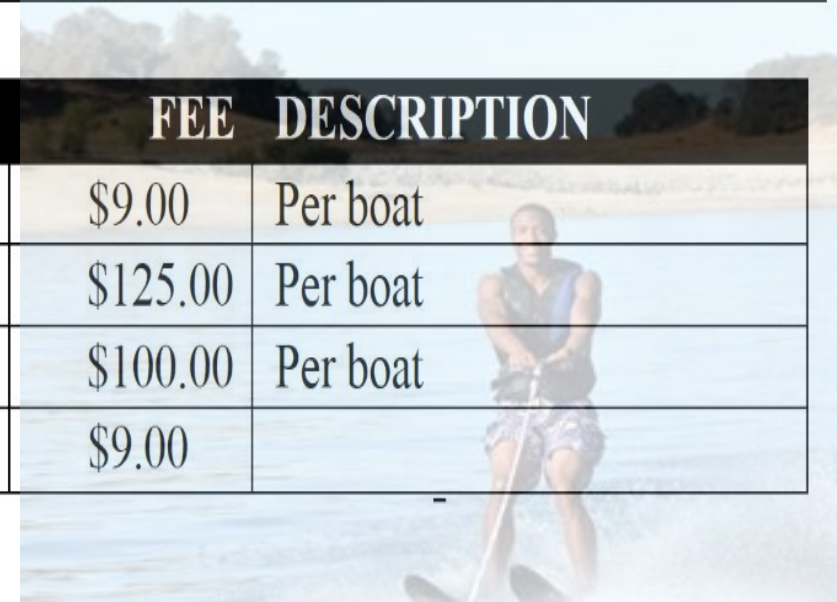 FEE DESCRIPTION
$9.00 Per boat
$125.00 Per boat
$100.00 Per boat
$9.00